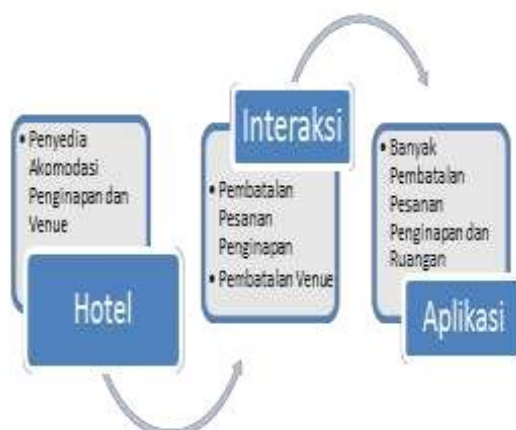 • Penyedia
Akomodasi
Penginapan dan
Venue
Hotel
Interaksi
• Pembatalan
Pesanan
Penginapan
• Pembatalan Venue
• Banyak
Pembatalan
Pesanan
Penginapan dan
Ruangan
Aplikasi